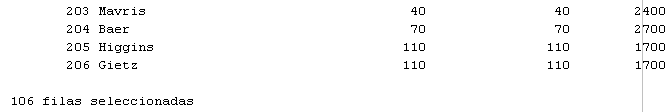 203 Mavris 40 40 2400
204 Baer 70 70 2700
205 Higgins 110 110 1700
206 Gietz 110 110 1700
106 filas seleccionadas